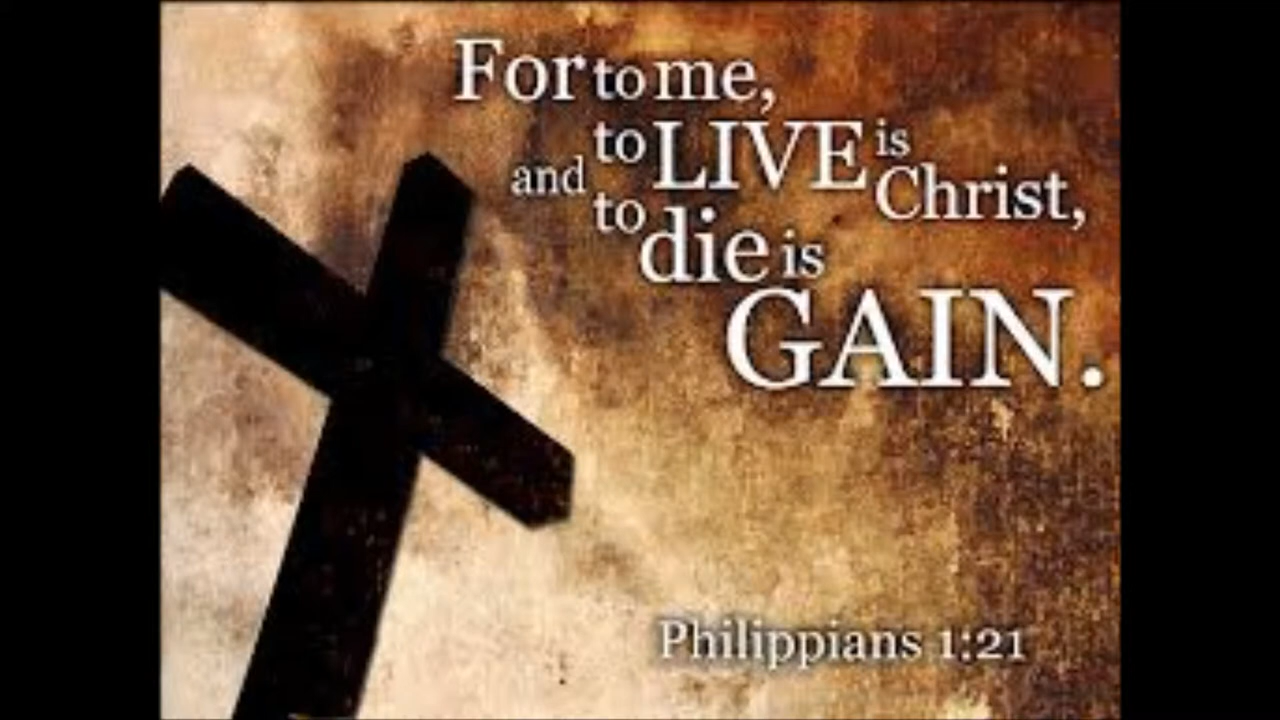 For to me,
to LIVE is Christ,
and to die is
GAIN.
Philippians 1:21